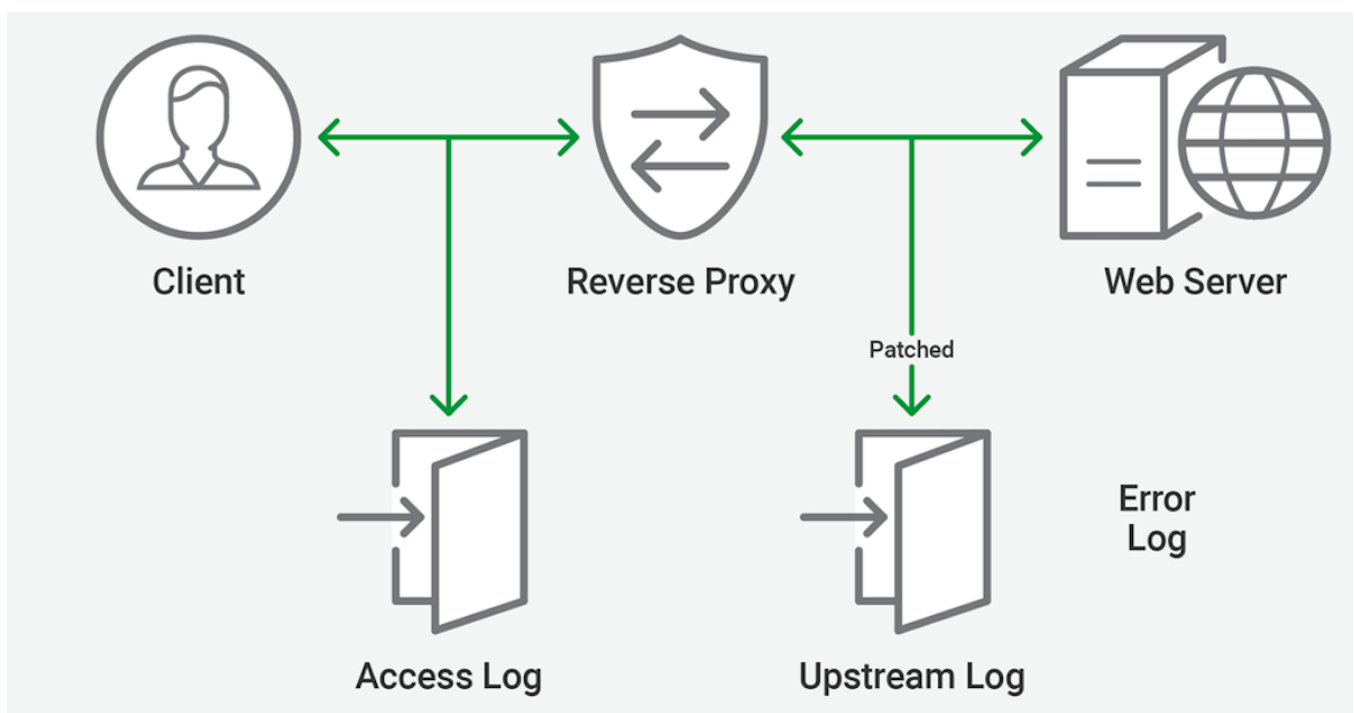 Client
Reverse Proxy
Web Server
Patched
Error
Log
Access Log
Upstream Log